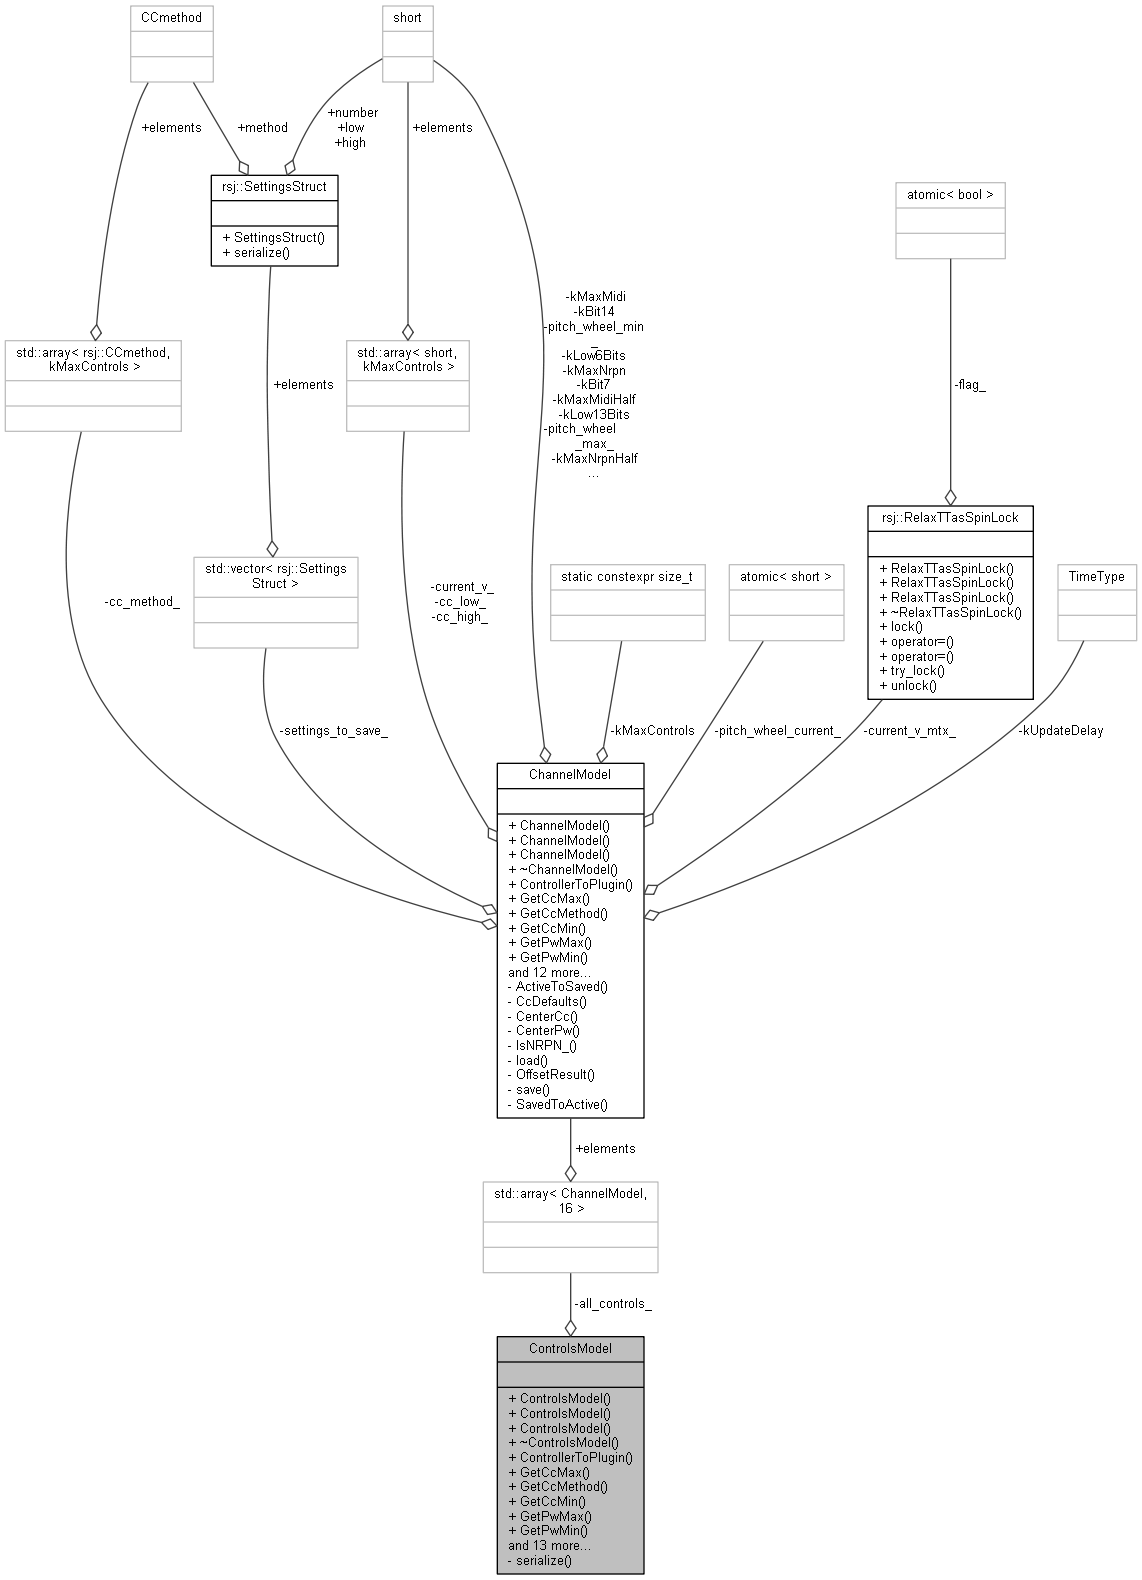 CCmethod
short
+elements
+method
+number
+low
+high
+elements
rsj::SettingsStruct
+ SettingsStruct()
+ serialize()
atomic< bool >
-kMaxMidi
-kBit14
-pitch_wheel_min
_
-kLow6Bits
-kMaxNrpn
-kBit7
-kMaxMidiHalf
-kLow13Bits
-pitch_wheel
_max_
-kMaxNrpnHalf
...
std::array< rsj::CCmethod,
kMaxControls >
+elements
std::array< short,
kMaxControls >
-flag_
rsj::RelaxTTasSpinLock
+ RelaxTTasSpinLock()
+ RelaxTTasSpinLock()
+ RelaxTTasSpinLock()
+ ~RelaxTTasSpinLock()
+ lock()
+ operator=()
+ operator=()
+ try_lock()
+ unlock()
std::vector< rsj::Settings
Struct >
static constexpr size_t
atomic< short >
TimeType
-cc_method_
-current_v_
-cc_low_
-cc_high_
-settings_to_save_
-kMaxControls
-pitch_wheel_current_
-current_v_mtx_
-kUpdateDelay
ChannelModel
+ ChannelModel()
+ ChannelModel()
+ ChannelModel()
+ ~ChannelModel()
+ ControllerToPlugin()
+ GetCcMax()
+ GetCcMethod()
+ GetCcMin()
+ GetPwMax()
+ GetPwMin()
and 12 more...
- ActiveToSaved()
- CcDefaults()
- CenterCc()
- CenterPw()
- IsNRPN_()
- load()
- OffsetResult()
- save()
- SavedToActive()
+elements
std::array< ChannelModel,
16 >
-all_controls_
ControlsModel
+ ControlsModel()
+ ControlsModel()
+ ControlsModel()
+ ~ControlsModel()
+ ControllerToPlugin()
+ GetCcMax()
+ GetCcMethod()
+ GetCcMin()
+ GetPwMax()
+ GetPwMin()
and 13 more...
- serialize()